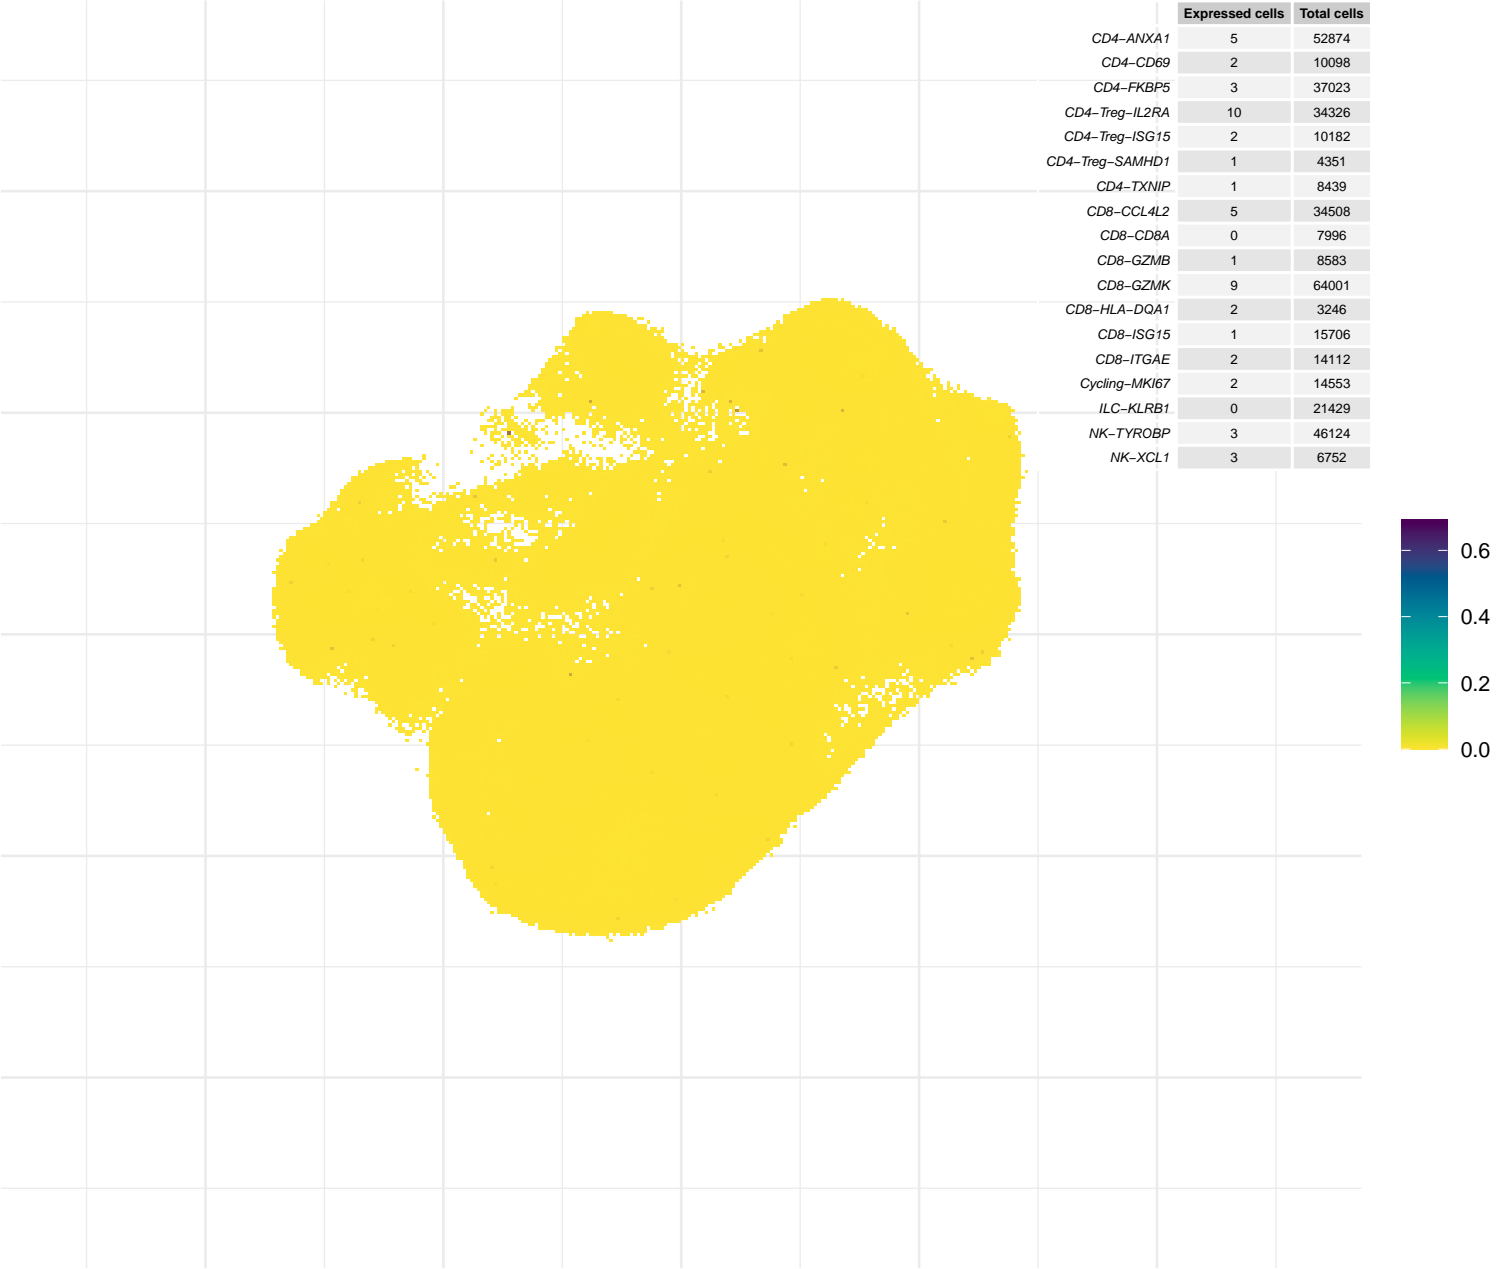 Expressed cells Total cells
CD4−ANXA1 5 52874
CD4−CD69 2 10098
CD4−FKBP5 3 37023
CD4−Treg−IL2RA 10 34326
CD4−Treg−ISG15 2 10182
CD4−Treg−SAMHD1 1 4351
CD4−TXNIP 1 8439
CD8−CCL4L2 5 34508
CD8−CD8A 0 7996
CD8−GZMB 1 8583
CD8−GZMK 9 64001
CD8−HLA−DQA1 2 3246
CD8−ISG15 1 15706
CD8−ITGAE 2 14112
Cycling−MKI67 2 14553
ILC−KLRB1 0 21429
NK−TYROBP 3 46124
NK−XCL1 3 6752
0.6
0.4
0.2
0.0